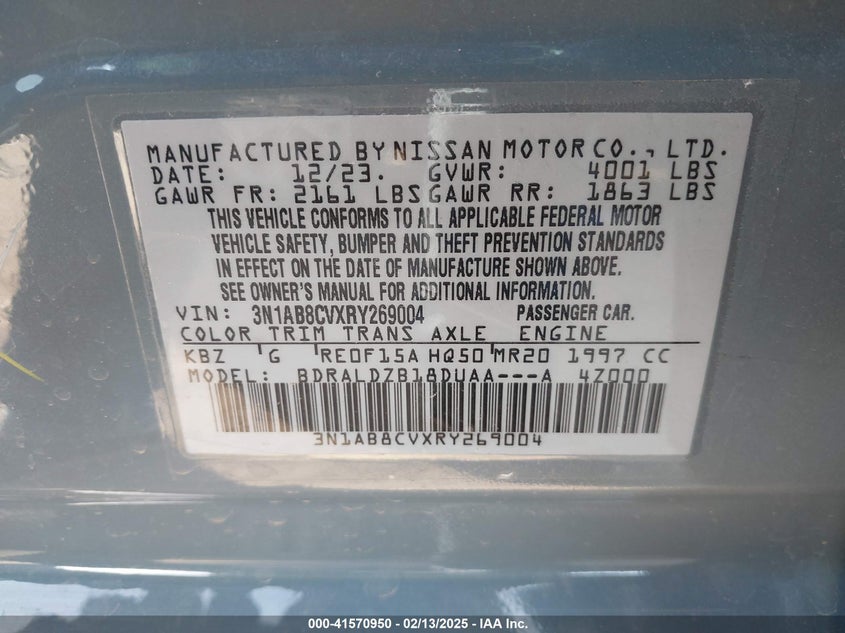 MANUFACTURED BY NISSAN MOTOR CO., LTD.
DATE: 12/23. GVWR: 4001 LBS
GAWR FR: 2161 LBS GAWR RR: 1863 LBS
THIS VEHICLE CONFORMS TO ALL APPLICABLE FEDERAL MOTOR
VEHICLE SAFETY, BUMPER AND THEFT PREVENTION STANDARDS
IN EFFECT ON THE DATE OF MANUFACTURE SHOWN ABOVE.
SEE OWNER'S MANUAL FOR ADDITIONAL INFORMATION.
VIN: 3N1AB8CVXRY269004 PASSENGER CAR.
COLOR TRIM TRANS AXLE ENGINE
KBZ G RE0F15A HQ50 MR20 1997 CC
MODEL: BDRALDZB18DUAA---A 4Z000
3N1AB8CVXRY269004
000-41570950 - 02/13/2025 - IAA Inc.